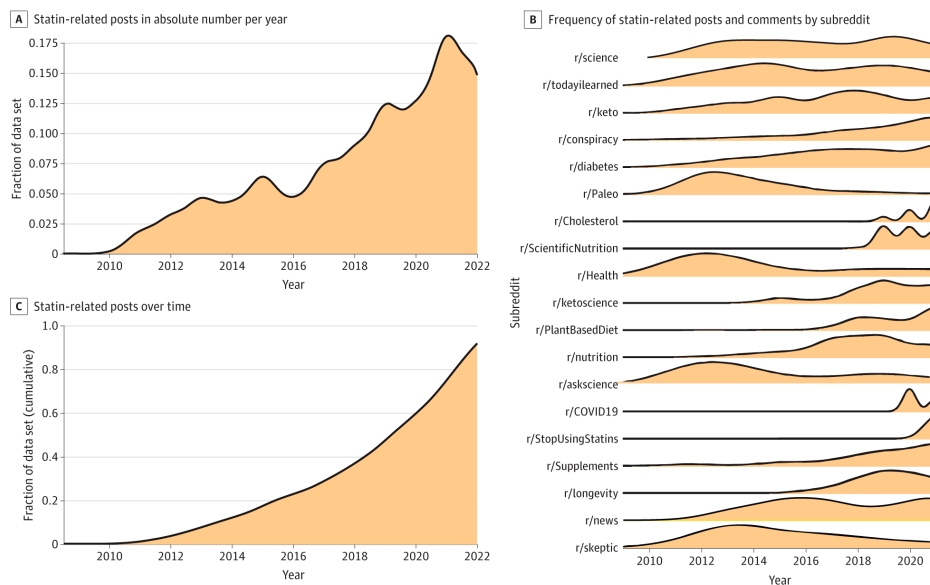 A Statin-related posts in absolute number per year
Fraction of data set
0.175
0.150
0.125
0.100
0.075
0.050
0.025
0
2010 2012 2014 2016 2018 2020 2022
Year
C Statin-related posts over time
Fraction of data set (cumulative)
1.0
0.8
0.6
0.4
0.2
0
2010 2012 2014 2016 2018 2020 2022
Year
B Frequency of statin-related posts and comments by subreddit
Subreddit
r/science
r/todayilearned
r/keto
r/conspiracy
r/diabetes
r/Paleo
r/Cholesterol
r/ScientificNutrition
r/Health
r/ketoscience
r/PlantBasedDiet
r/nutrition
r/askscience
r/COVID19
r/StopUsingStatins
r/Supplements
r/longevity
r/news
r/skeptic
2010 2012 2014 2016 2018 2020
Year